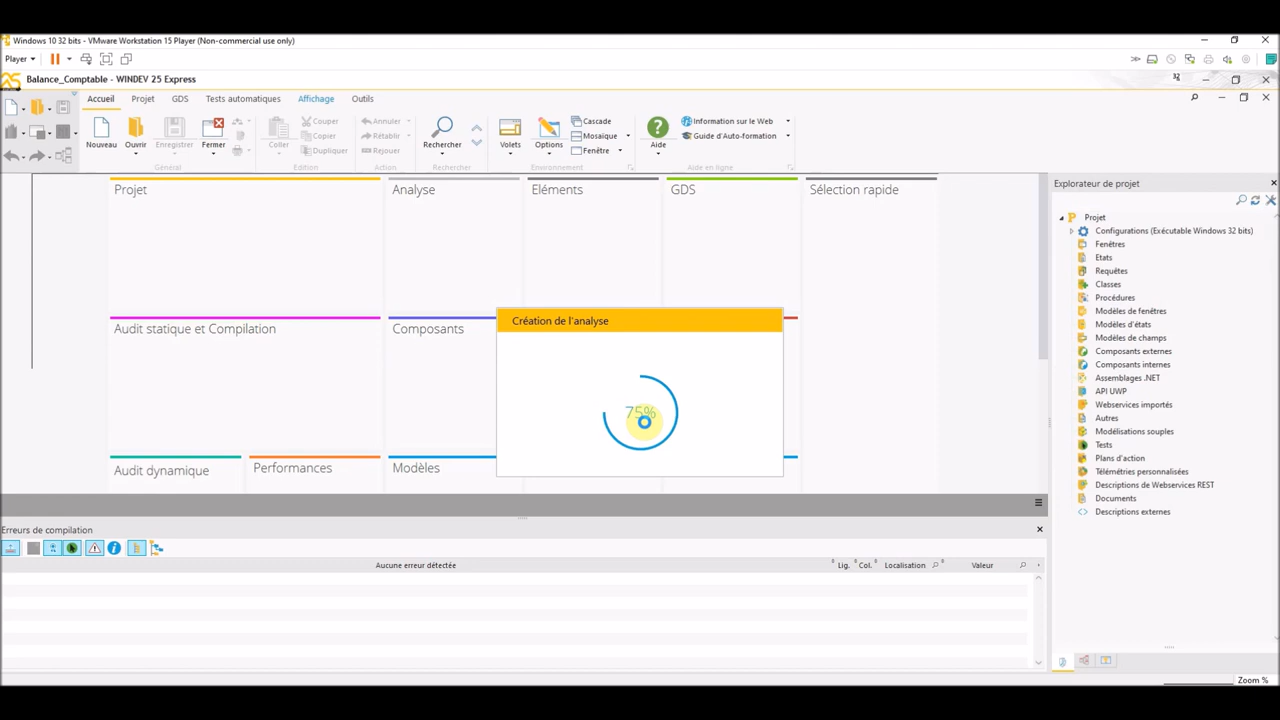 Windows 10 32 bits - VMware Workstation 15 Player (Non-commercial use only)
Player
Balance_Comptable - WINDEV 25 Express
32
Accueil Projet GDS Tests automatiques Affichage Outils
Nouveau Ouvrir Enregistrer Fermer
Général
Coller Couper
Copier
Dupliquer
Edition
Annuler
Rétablir
Rejouer
Action
Rechercher
Rechercher
Volets Options Cascade
Mosaïque
Fenêtre
Environnement
Aide Information sur le Web
Guide d'Auto-formation
Aide en ligne
Projet Analyse Eléments GDS Sélection rapide
Audit statique et Compilation Composants
Audit dynamique Performances Modèles
Création de l'analyse
75%
Explorateur de projet
Projet
Configurations (Exécutable Windows 32 bits)
Fenêtres
Etats
Requêtes
Classes
Procédures
Modèles de fenêtres
Modèles d'états
Modèles de champs
Composants externes
Composants internes
Assemblages .NET
API UWP
Webservices importés
Autres
Modélisations souples
Tests
Plans d'action
Télémétries personnalisées
Descriptions de Webservices REST
Documents
Descriptions externes
Erreurs de compilation
Aucune erreur détectée Lig. Col. Localisation Valeur
Zoom %